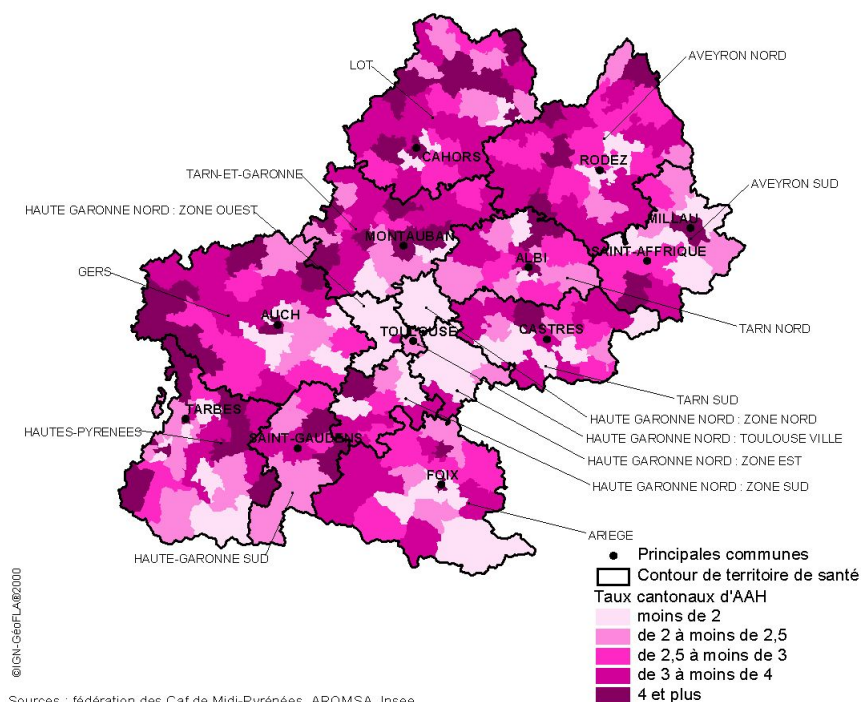 AVEYRON NORD
LOT
CAHORS
RODEZ
TARN-ET-GARONNE
AVEYRON SUD
HAUTE GARONNE NORD : ZONE OUEST
MILLAU
MONTAUBAN
SAINT-AFFRIQUE
ALBI
GERS
AUCH
TOULOUSE
CASTRES
TARN NORD
TARN SUD
TARBES
HAUTE GARONNE NORD : ZONE NORD
HAUTES-PYRENEES
SAINT-GAUDENS
HAUTE GARONNE NORD : TOULOUSE VILLE
HAUTE GARONNE NORD : ZONE EST
FOIX
HAUTE GARONNE NORD : ZONE SUD
ARIEGE
HAUTE-GARONNE SUD
Principales communes
Contour de territoire de santé
Taux cantonaux d'AAH
moins de 2
de 2 à moins de 2,5
de 2,5 à moins de 3
de 3 à moins de 4
4 et plus
©IGN-GéoFLA®2000
Sources : fédération des Caf de Midi-Pyrénées, AROMSA, Insee